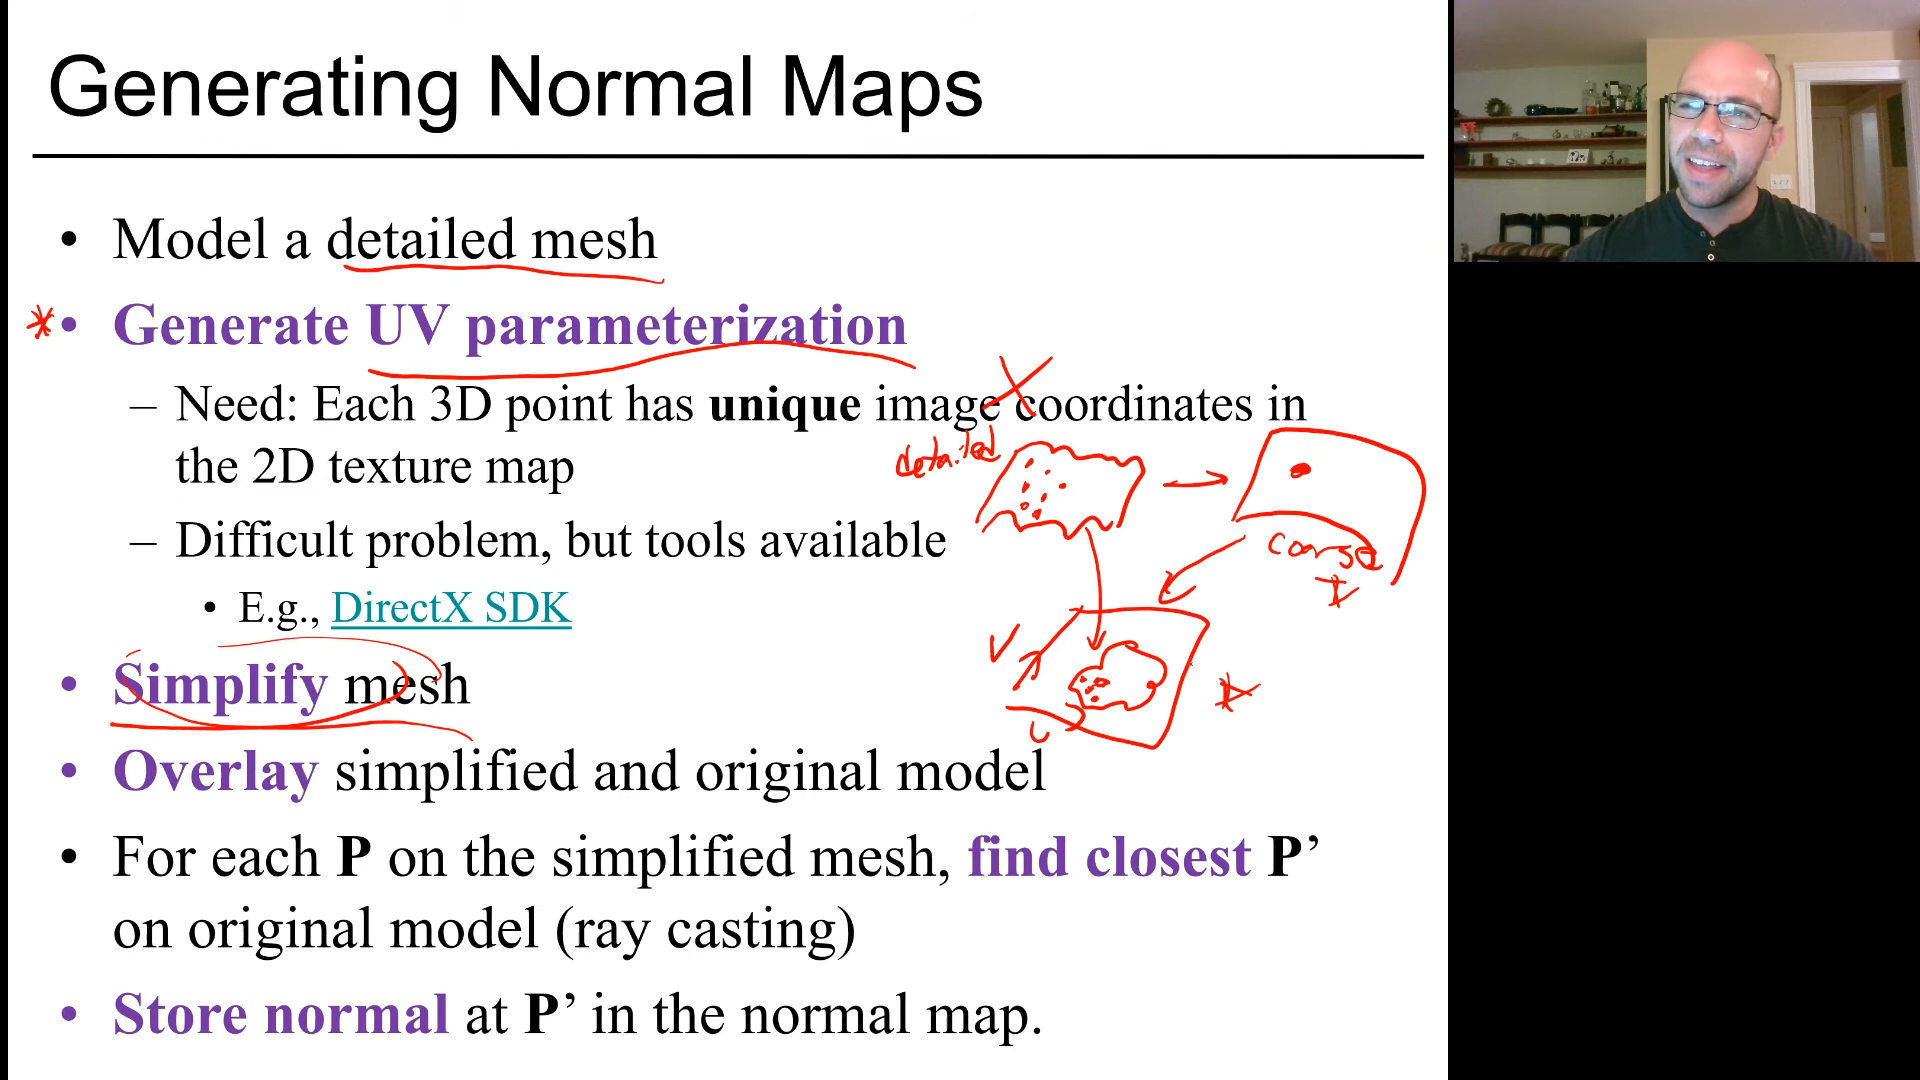 Generating Normal Maps
• Model a detailed mesh
* • Generate UV parameterization
– Need: Each 3D point has unique image coordinates in
the 2D texture map
detailed
– Difficult problem, but tools available
coarse
• E.g., DirectX SDK
V
• Simplify mesh
U
• Overlay simplified and original model
• For each P on the simplified mesh, find closest P’
on original model (ray casting)
• Store normal at P’ in the normal map.